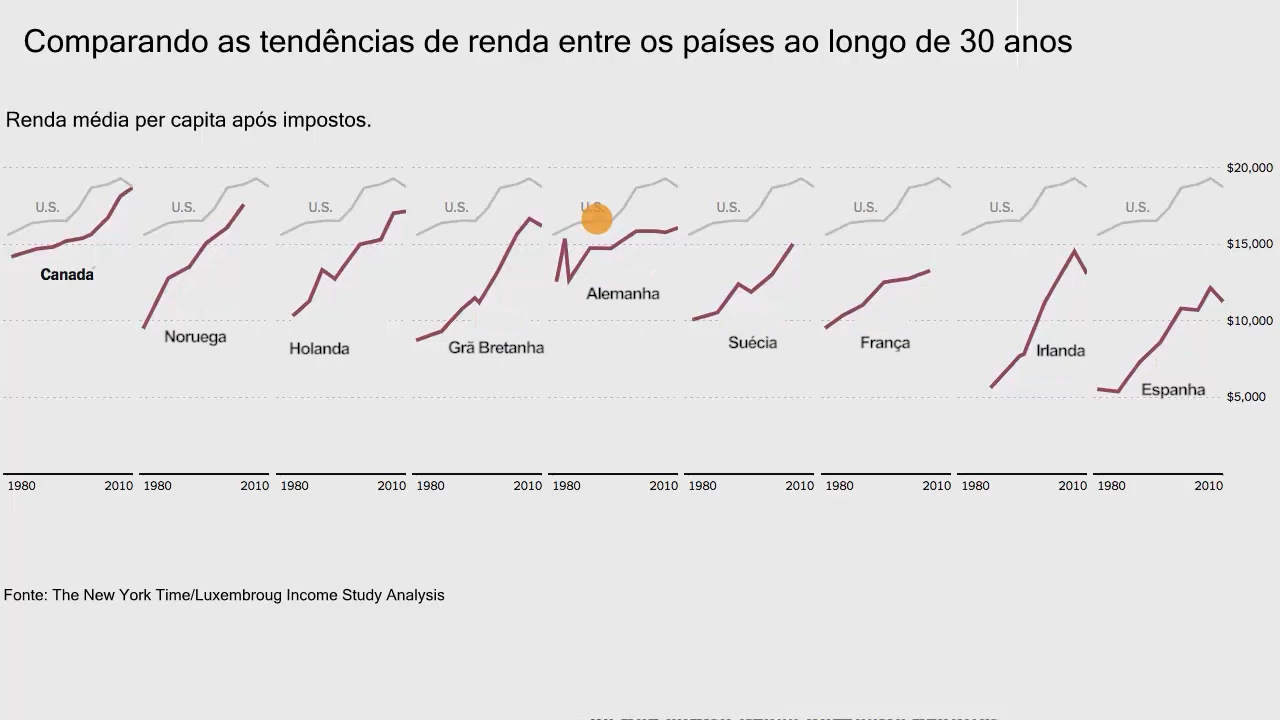 Comparando as tendências de renda entre os países ao longo de 30 anos
Renda média per capita após impostos.
$20,000
U.S. U.S. U.S. U.S. U.S. U.S. U.S. U.S. U.S.
$15,000
Canada
Alemanha
$10,000
Noruega
Holanda
Grã Bretanha
Suécia
França
Irlanda
Espanha
$5,000
1980 2010 1980 2010 1980 2010 1980 2010 1980 2010 1980 2010 1980 2010 1980 2010 1980 2010
Fonte: The New York Time/Luxembroug Income Study Analysis